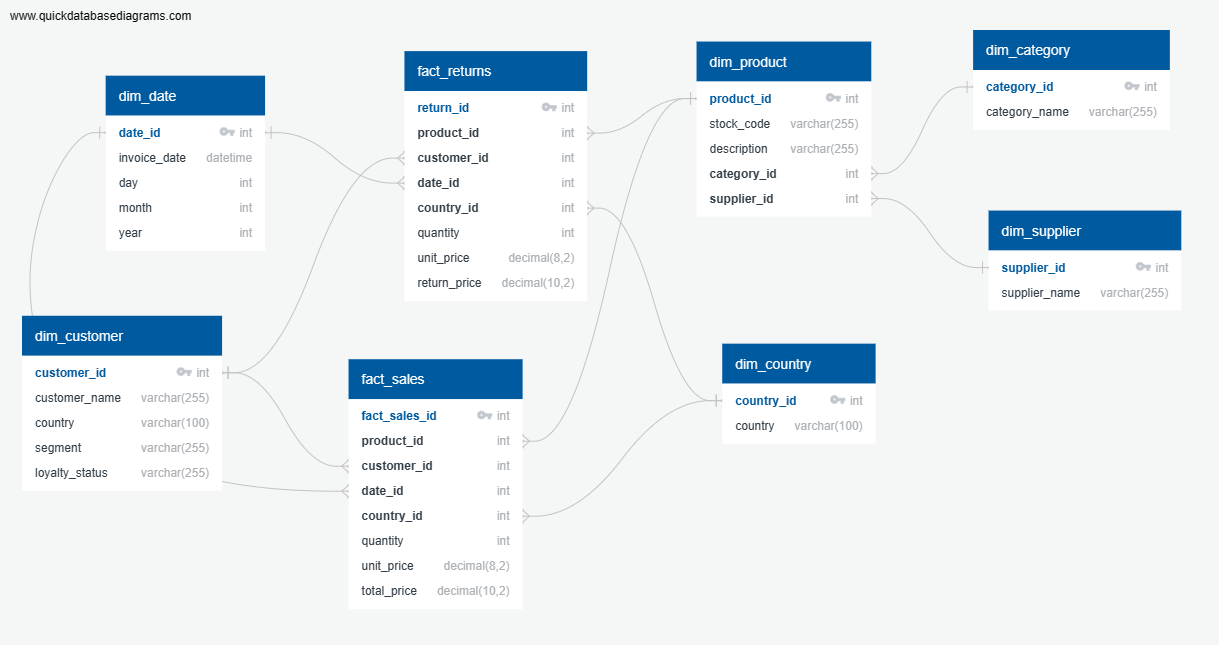 www.quickdatabasediagrams.com
dim_date
date_id int
invoice_date datetime
day int
month int
year int
fact_returns
return_id int
product_id int
customer_id int
date_id int
country_id int
quantity int
unit_price decimal(8,2)
return_price decimal(10,2)
dim_product
product_id int
stock_code varchar(255)
description varchar(255)
category_id int
supplier_id int
dim_category
category_id int
category_name varchar(255)
dim_supplier
supplier_id int
supplier_name varchar(255)
dim_customer
customer_id int
customer_name varchar(255)
country varchar(100)
segment varchar(255)
loyalty_status varchar(255)
fact_sales
fact_sales_id int
product_id int
customer_id int
date_id int
country_id int
quantity int
unit_price decimal(8,2)
total_price decimal(10,2)
dim_country
country_id int
country varchar(100)